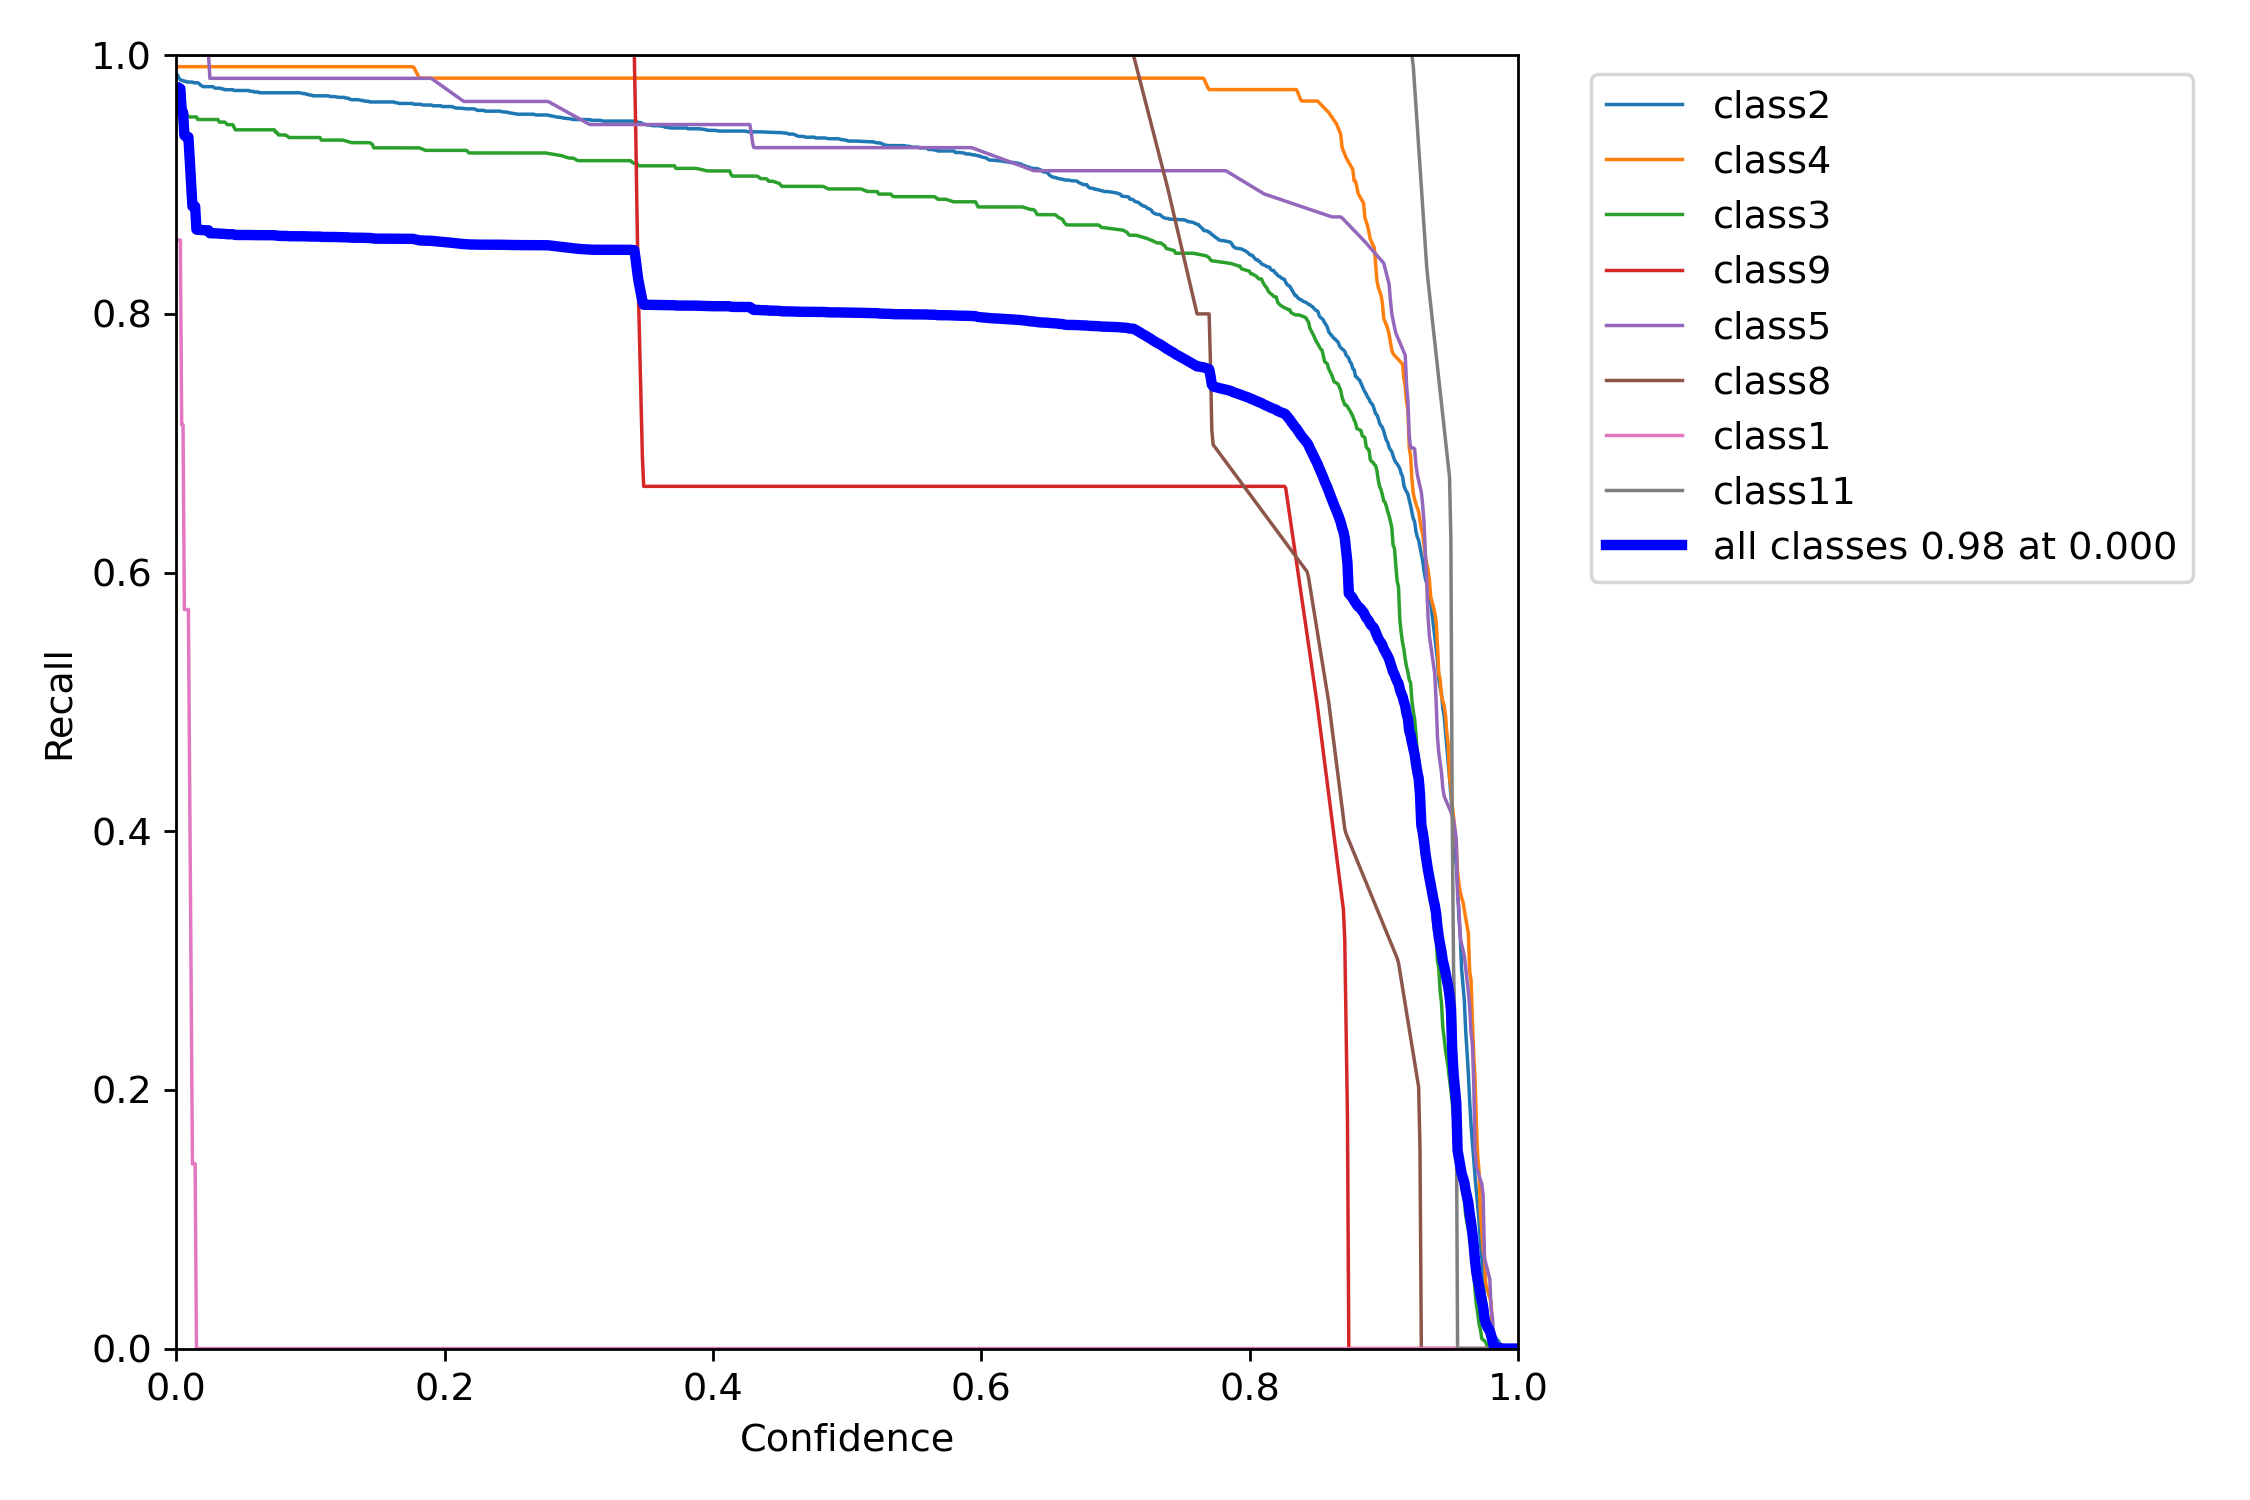 1.0
0.8
0.6
0.4
0.2
0.0
Recall
0.0 0.2 0.4 0.6 0.8 1.0
Confidence
class2
class4
class3
class9
class5
class8
class1
class11
all classes 0.98 at 0.000